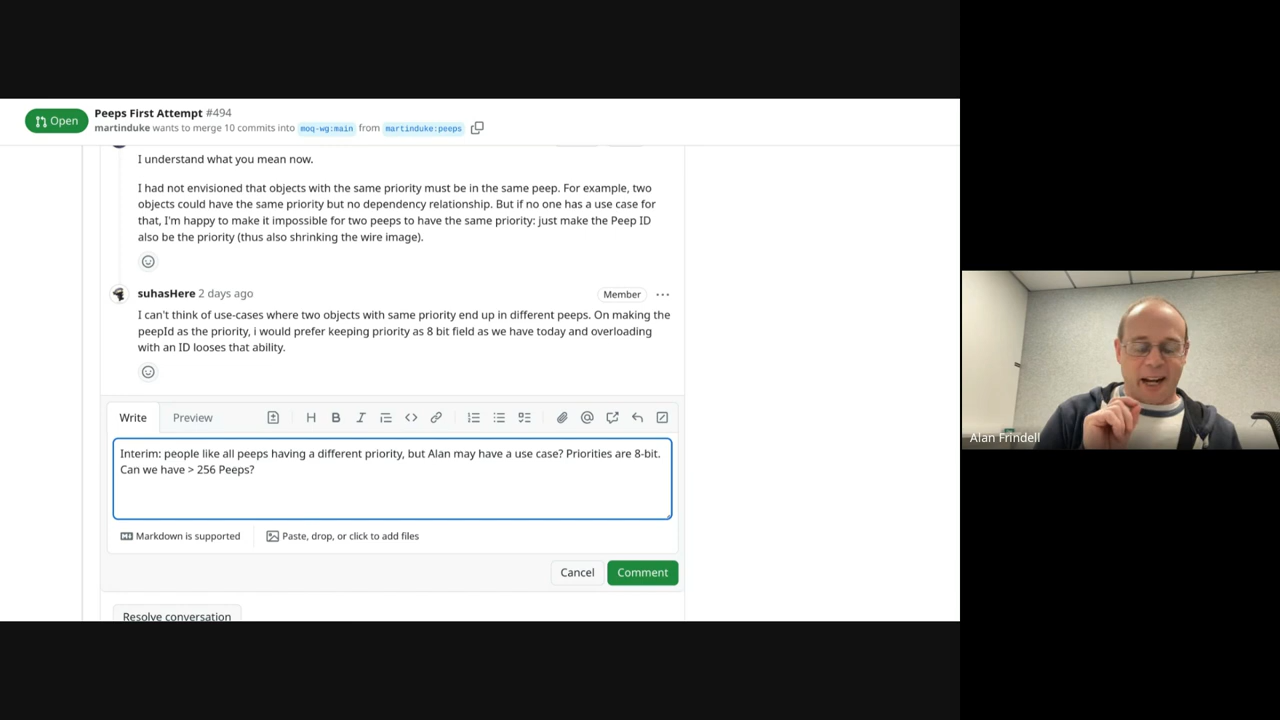 Open
Peeps First Attempt #494
martinduke wants to merge 10 commits into moq-wg:main from martinduke:peeps
I understand what you mean now.
I had not envisioned that objects with the same priority must be in the same peep. For example, two
objects could have the same priority but no dependency relationship. But if no one has a use case for
that, I'm happy to make it impossible for two peeps to have the same priority: just make the Peep ID
also be the priority (thus also shrinking the wire image).
suhasHere 2 days ago
Member
I can't think of use-cases where two objects with same priority end up in different peeps. On making the
peepId as the priority, i would prefer keeping priority as 8 bit field as we have today and overloading
with an ID looses that ability.
Write
Preview
Interim: people like all peeps having a different priority, but Alan may have a use case? Priorities are 8-bit.
Can we have > 256 Peeps?
Markdown is supported
Paste, drop, or click to add files
Cancel
Comment
Resolve conversation
Alan Frindell